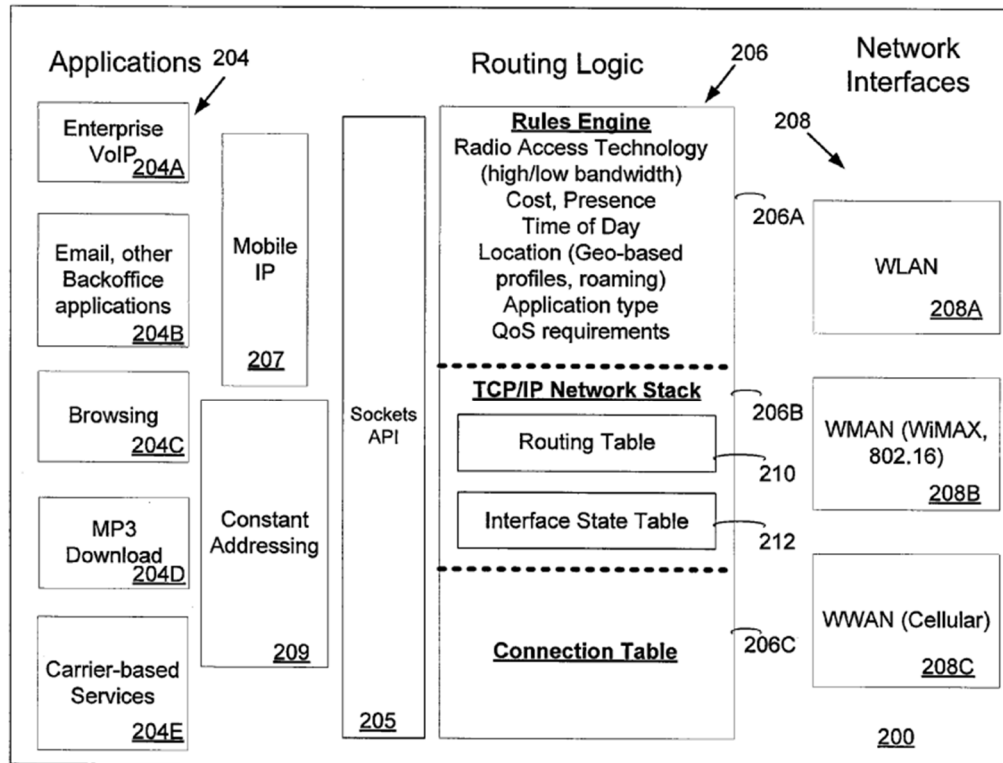 Applications
204
Enterprise
VoIP
204A
Email, other
Backoffice
applications
204B
Browsing
204C
MP3
Download
204D
Carrier-based
Services
204E
Mobile
IP
207
Constant
Addressing
209
Sockets
API
205
Routing Logic
206
Rules Engine
Radio Access Technology
(high/low bandwidth)
Cost, Presence
Time of Day
Location (Geo-based
profiles, roaming)
Application type
QoS requirements
206A
TCP/IP Network Stack
206B
Routing Table
210
Interface State Table
212
Connection Table
206C
Network
Interfaces
208
WLAN
208A
WMAN (WiMAX,
802.16)
208B
WWAN (Cellular)
208C
200